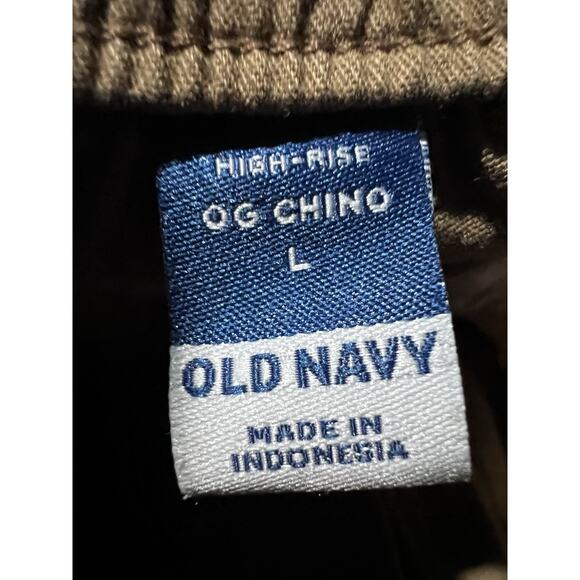 HIGH-RISE
OG CHINO
L
OLD NAVY
MADE IN
INDONESIA